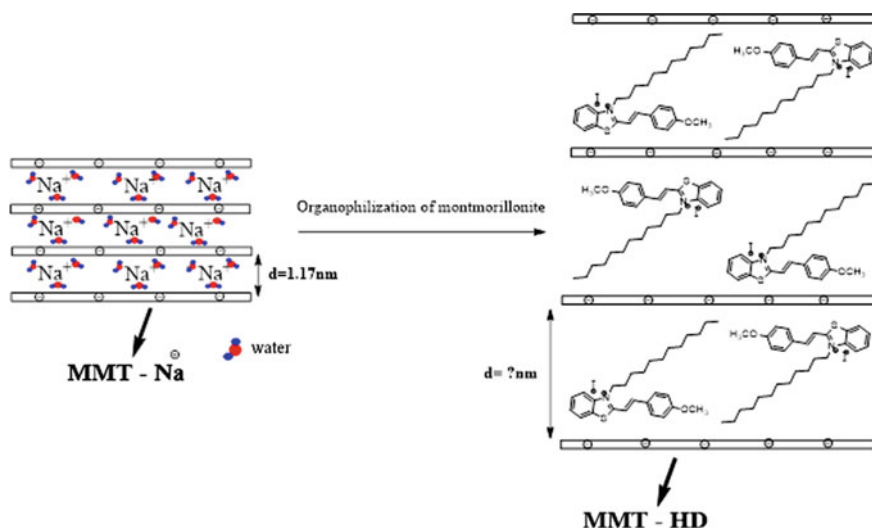 H₃CO
S
N
⊕
I
⊖
N
⊕
I
⊖
S
OCH₃
Na⁺ Na⁺ Na⁺
Na⁺ Na⁺ Na⁺
Na⁺ Na⁺ Na⁺
Organophilization of montmorillonite
d=1.17nm
water
MMT - Na
H₃CO
S
N
⊕
I
⊖
N
⊕
I
⊖
S
OCH₃
d= ?nm
H₃CO
S
N
⊕
I
⊖
N
⊕
I
⊖
S
OCH₃
MMT - HD